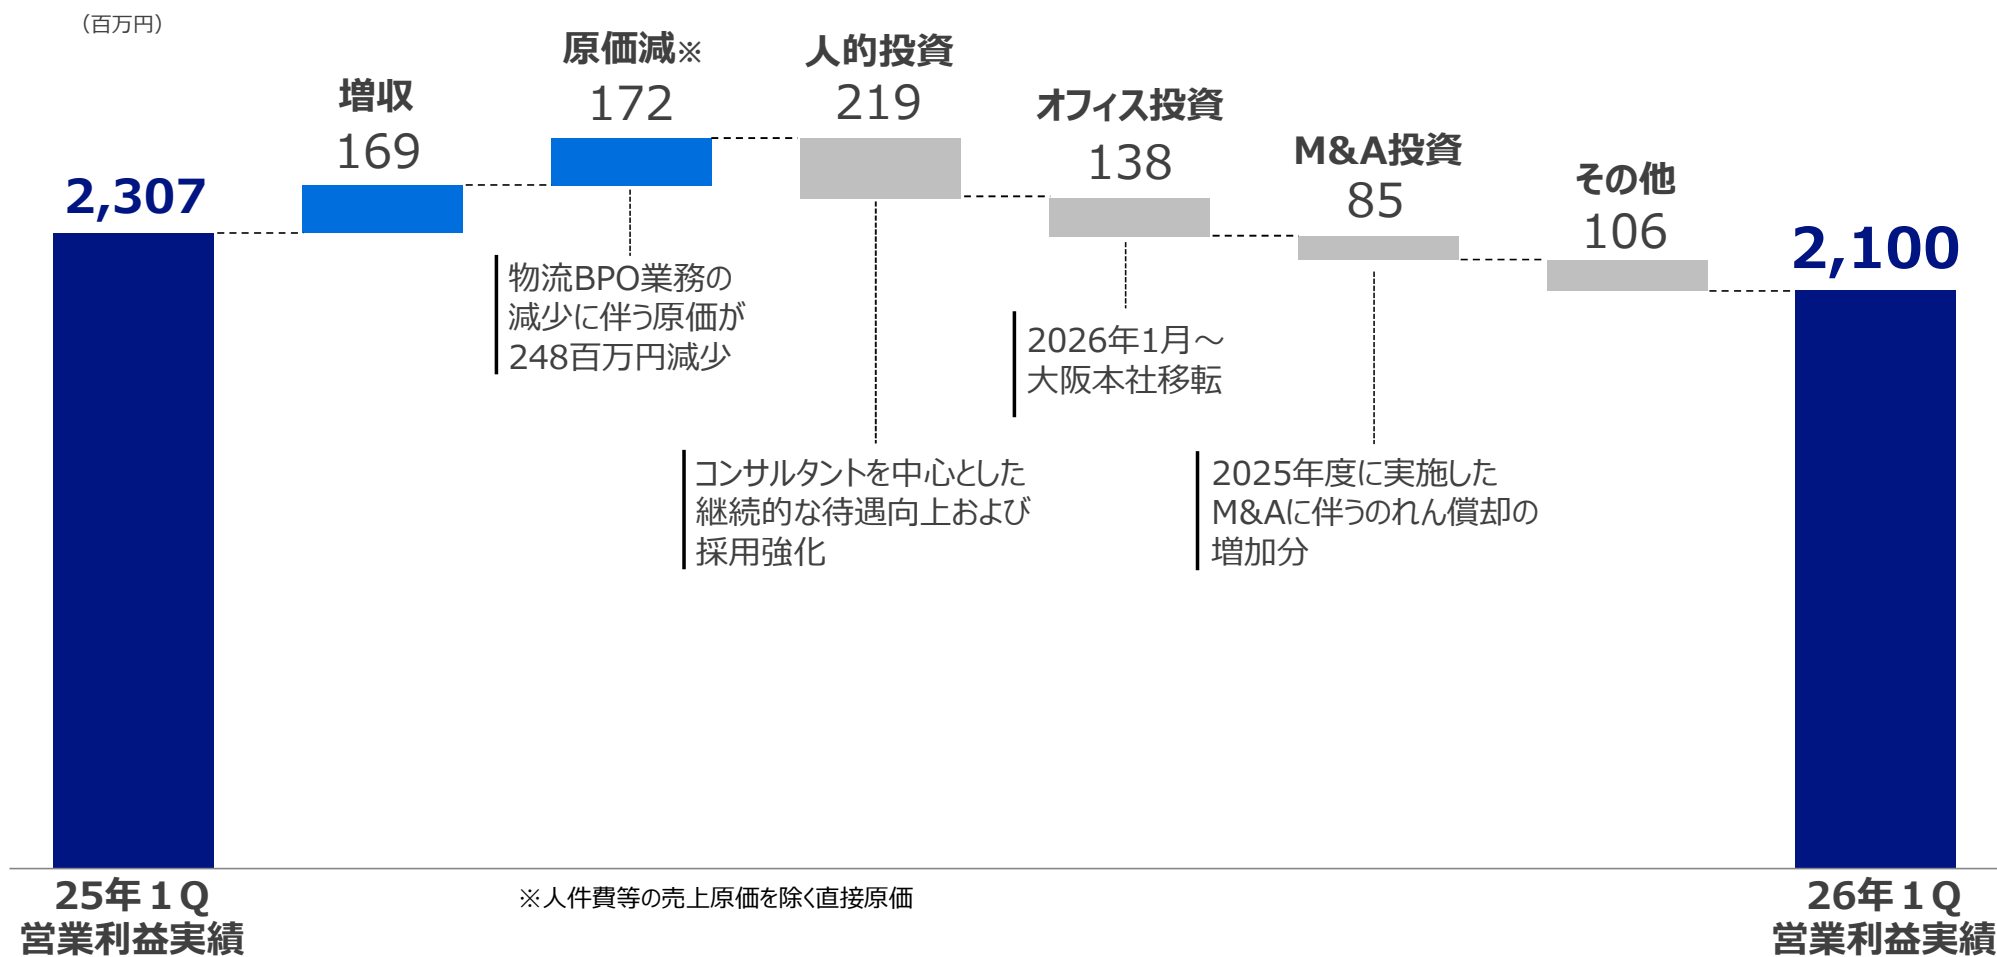 （百万円）
2,307
増収
169
原価減※
172
物流BPO業務の
減少に伴う原価が
248百万円減少
人的投資
219
コンサルタントを中心とした
継続的な待遇向上および
採用強化
オフィス投資
138
2026年1月～
大阪本社移転
M&A投資
85
2025年度に実施した
M&Aに伴うのれん償却の
増加分
その他
106
2,100
25年１Q
営業利益実績
※人件費等の売上原価を除く直接原価
26年１Q
営業利益実績